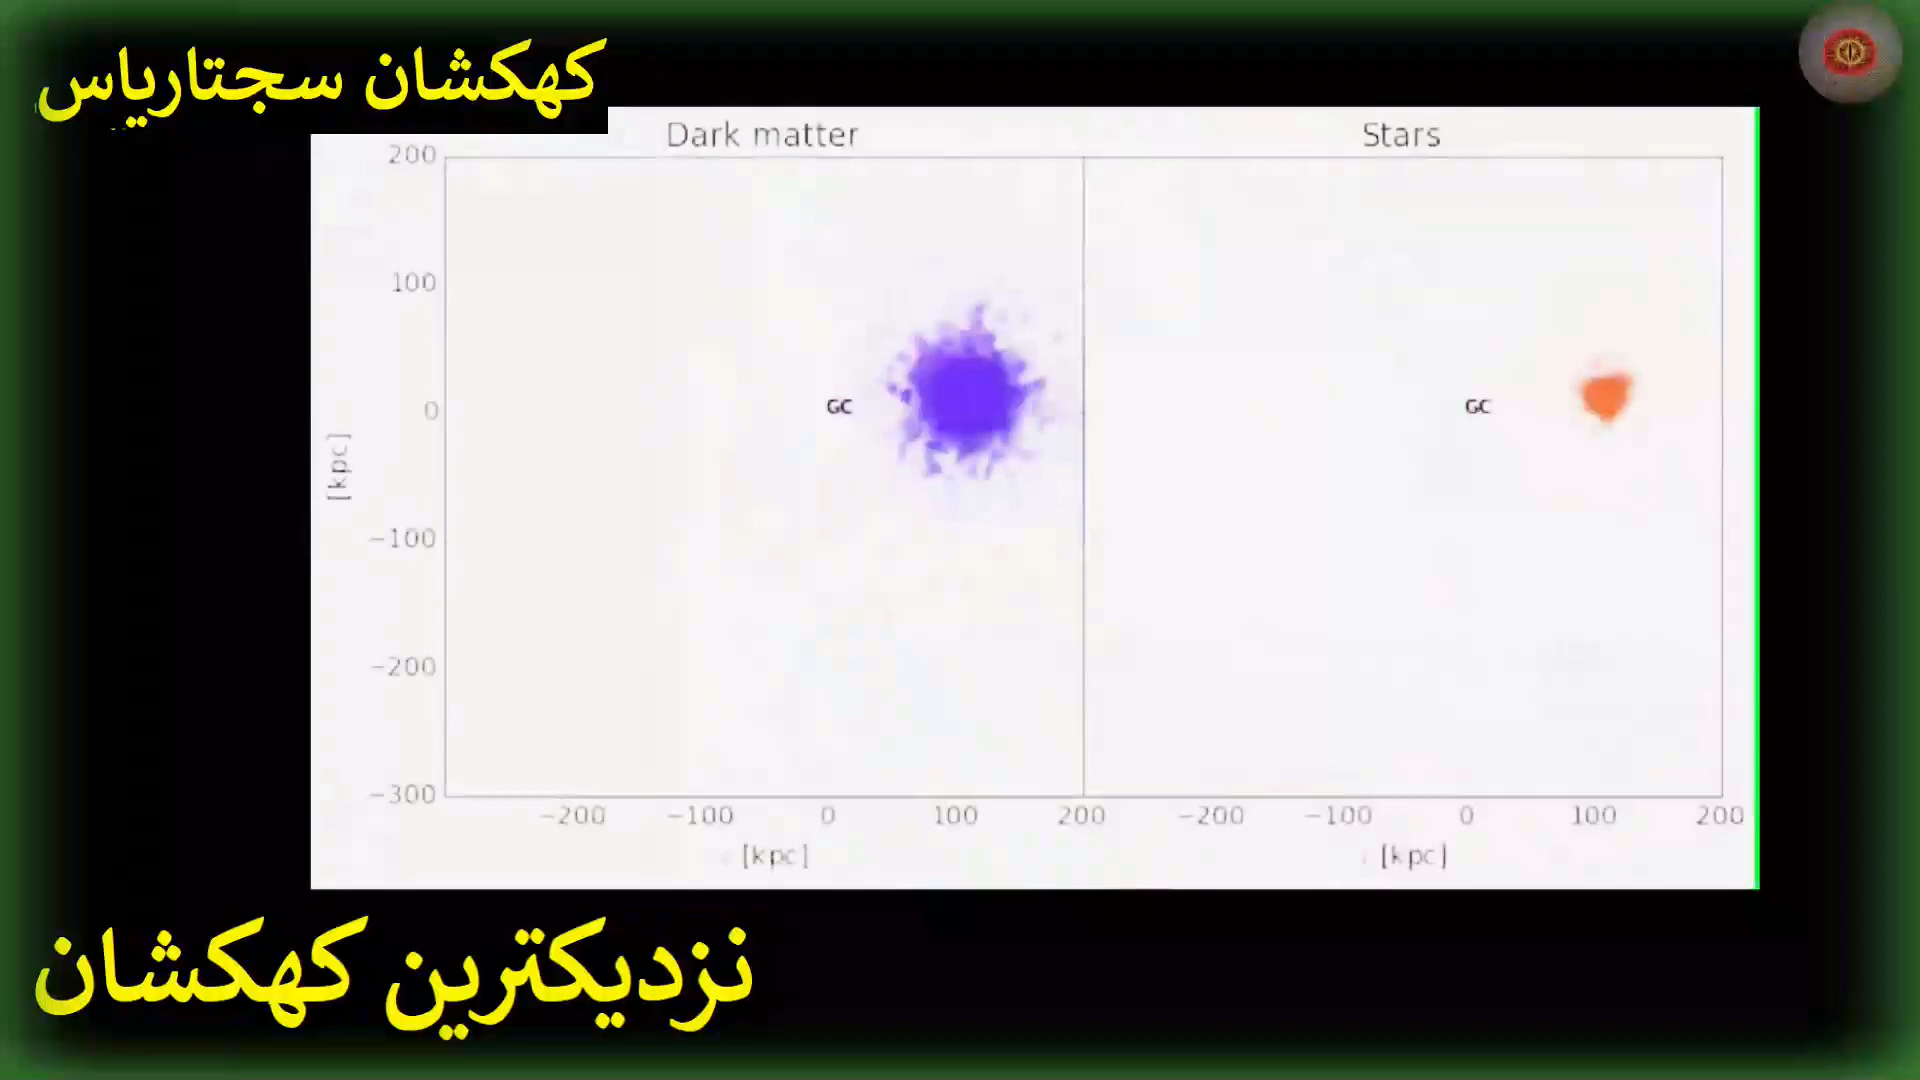 کهکشان سجتاریاس
Dark matter
Stars
200
100
0
−100
−200
−300
[kpc]
GC
GC
−200 −100 0 100 200 −200 −100 0 100 200
[kpc]
[kpc]
نزدیکترین کهکشان